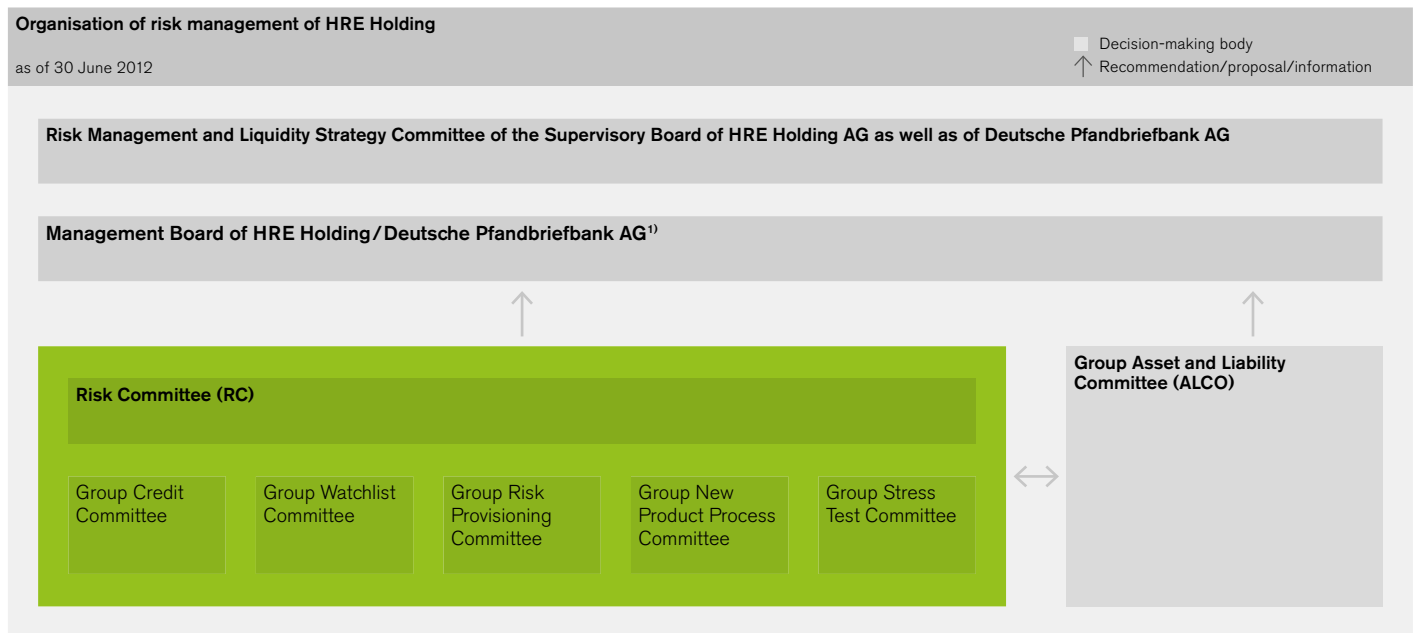 Organisation of risk management of HRE Holding
as of 30 June 2012
Decision-making body
Recommendation/proposal/information
Risk Management and Liquidity Strategy Committee of the Supervisory Board of HRE Holding AG as well as of Deutsche Pfandbriefbank AG
Management Board of HRE Holding/Deutsche Pfandbriefbank AG¹⁾
Risk Committee (RC)
Group Credit
Committee
Group Watchlist
Committee
Group Risk
Provisioning
Committee
Group New
Product Process
Committee
Group Stress
Test Committee
Group Asset and Liability
Committee (ALCO)